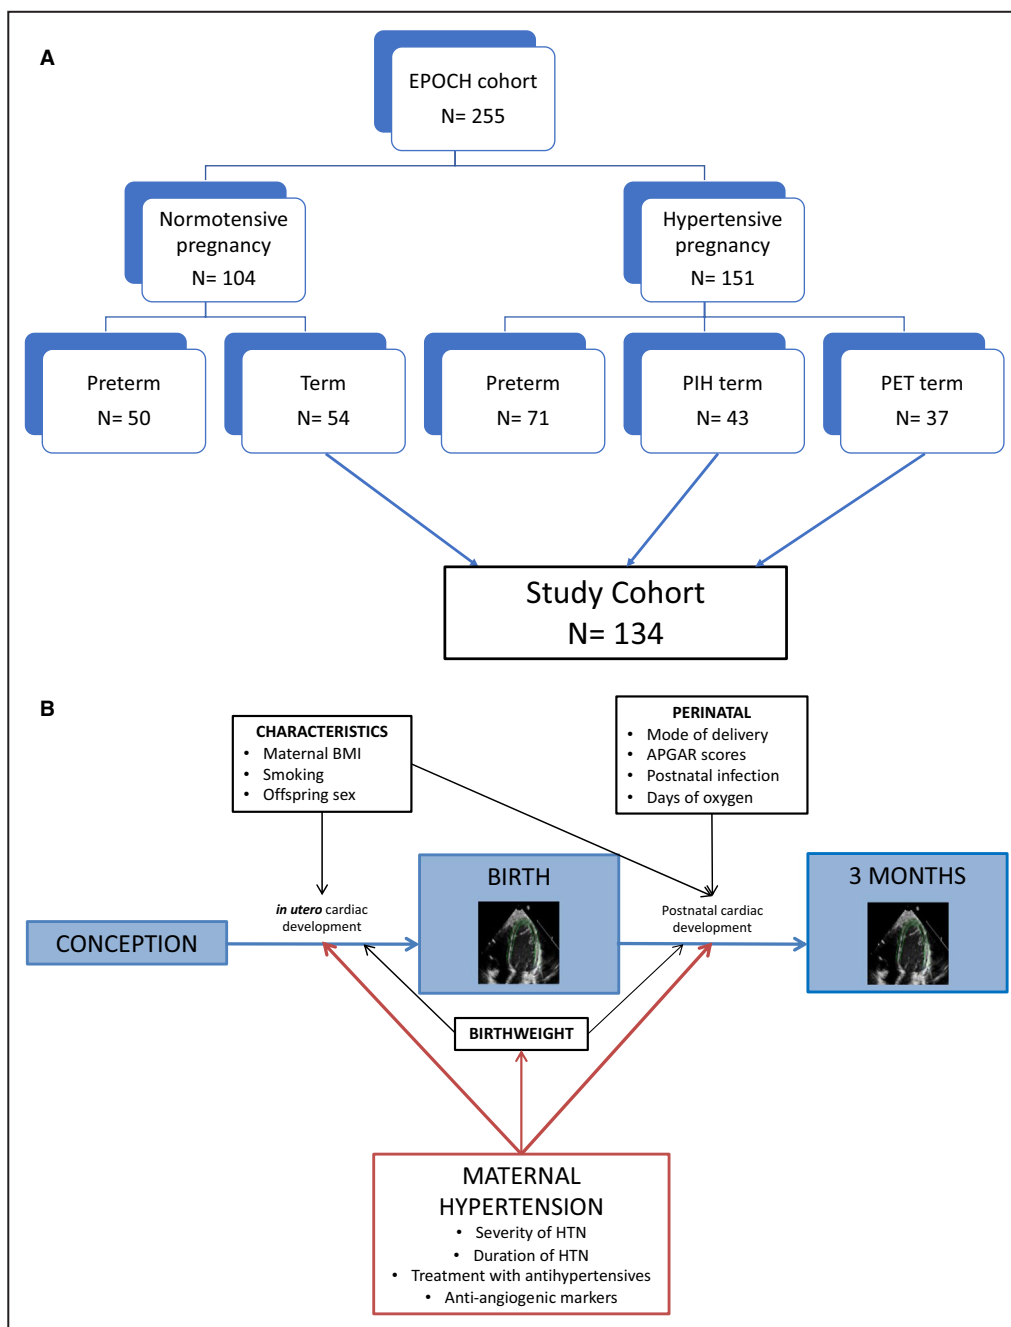 A
EPOCH cohort
N= 255
Normotensive
pregnancy
N= 104
Hypertensive
pregnancy
N= 151
Preterm
N= 50
Term
N= 54
Preterm
N= 71
PIH term
N= 43
PET term
N= 37
Study Cohort
N= 134
B
CHARACTERISTICS
• Maternal BMI
• Smoking
• Offspring sex
PERINATAL
• Mode of delivery
• APGAR scores
• Postnatal infection
• Days of oxygen
CONCEPTION
in utero cardiac
development
BIRTH
Postnatal cardiac
development
3 MONTHS
BIRTHWEIGHT
MATERNAL
HYPERTENSION
• Severity of HTN
• Duration of HTN
• Treatment with antihypertensives
• Anti-angiogenic markers